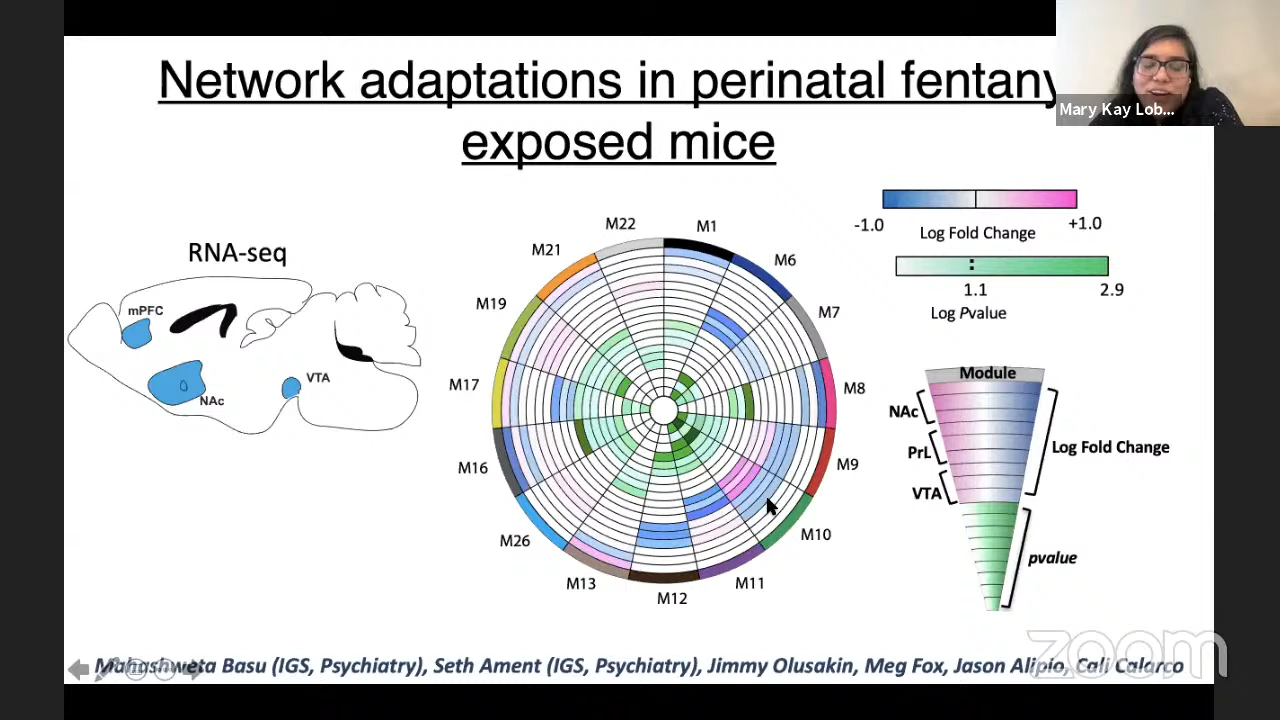 Network adaptations in perinatal fentany
exposed mice
Mary Kay Lob...
RNA-seq
mPFC
NAc
VTA
M22
M1
M21
M6
M19
M7
M17
M8
M16
M9
M26
M10
M13
M11
M12
-1.0
+1.0
Log Fold Change
1.1
2.9
Log Pvalue
Module
NAc
PrL
VTA
Log Fold Change
pvalue
zoom
Mahashweta Basu (IGS, Psychiatry), Seth Ament (IGS, Psychiatry), Jimmy Olusakin, Meg Fox, Jason Alipio, Cali Calarco